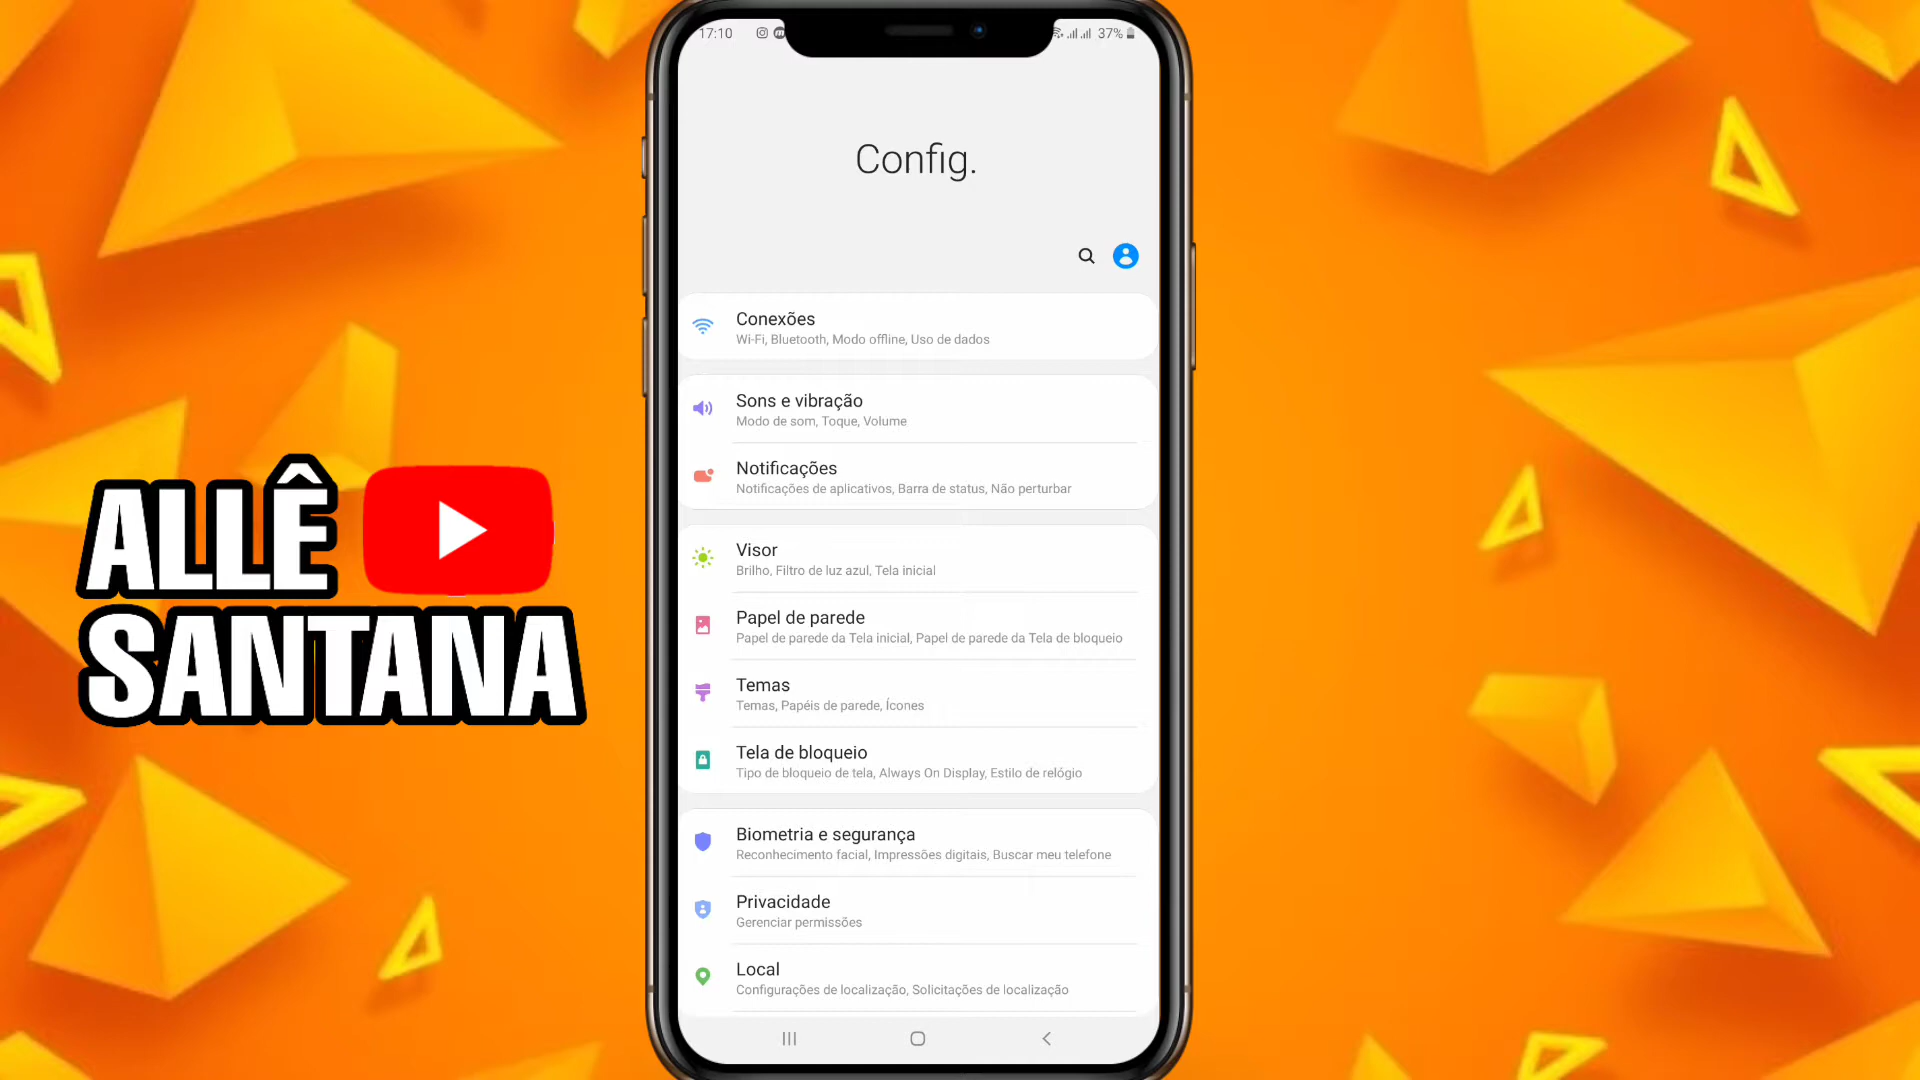 17:10
37%
Config.
Conexões
Wi-Fi, Bluetooth, Modo offline, Uso de dados
Sons e vibração
Modo de som, Toque, Volume
Notificações
Notificações de aplicativos, Barra de status, Não perturbar
Visor
Brilho, Filtro de luz azul, Tela inicial
Papel de parede
Papel de parede da Tela inicial, Papel de parede da Tela de bloqueio
Temas
Temas, Papéis de parede, Ícones
Tela de bloqueio
Tipo de bloqueio de tela, Always On Display, Estilo de relógio
Biometria e segurança
Reconhecimento facial, Impressões digitais, Buscar meu telefone
Privacidade
Gerenciar permissões
Local
Configurações de localização, Solicitações de localização
ALLÊ
SANTANA